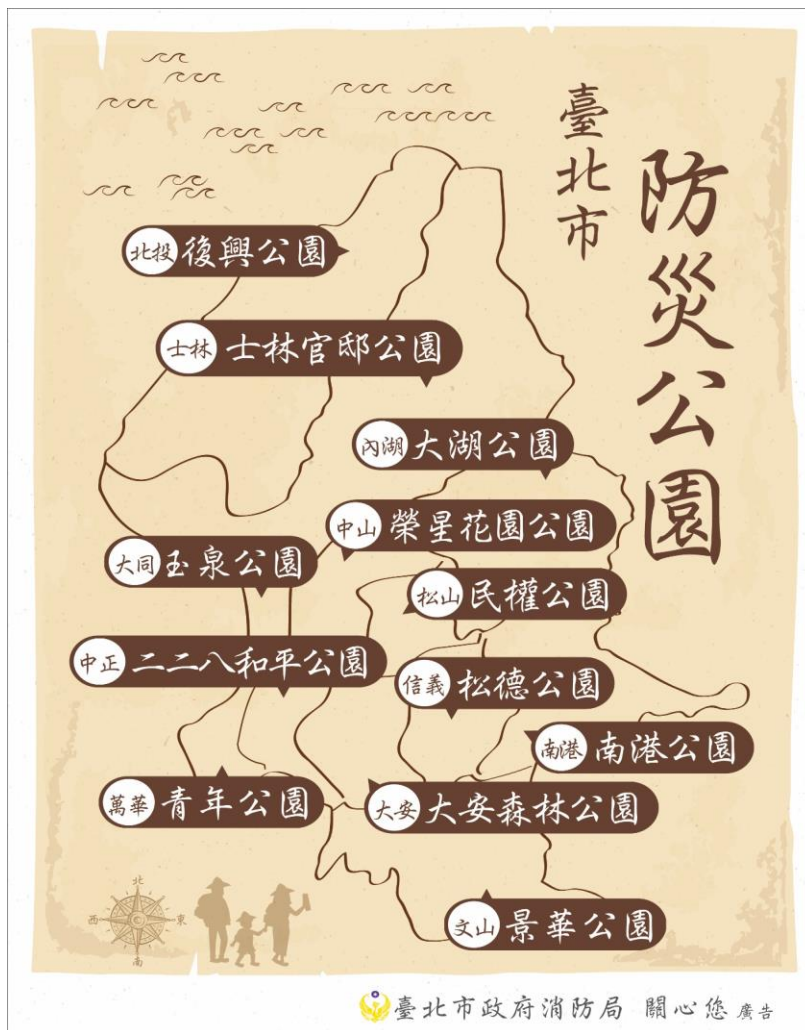 臺北市
防災公園
北投 復興公園
士林 士林官邸公園
內湖 大湖公園
中山 榮星花園公園
大同 玉泉公園
松山 民權公園
中正 二二八和平公園
信義 松德公園
南港 南港公園
萬華 青年公園
大安 大安森林公園
文山 景華公園
北
西 東
南
臺北市政府消防局 關心您 廣告